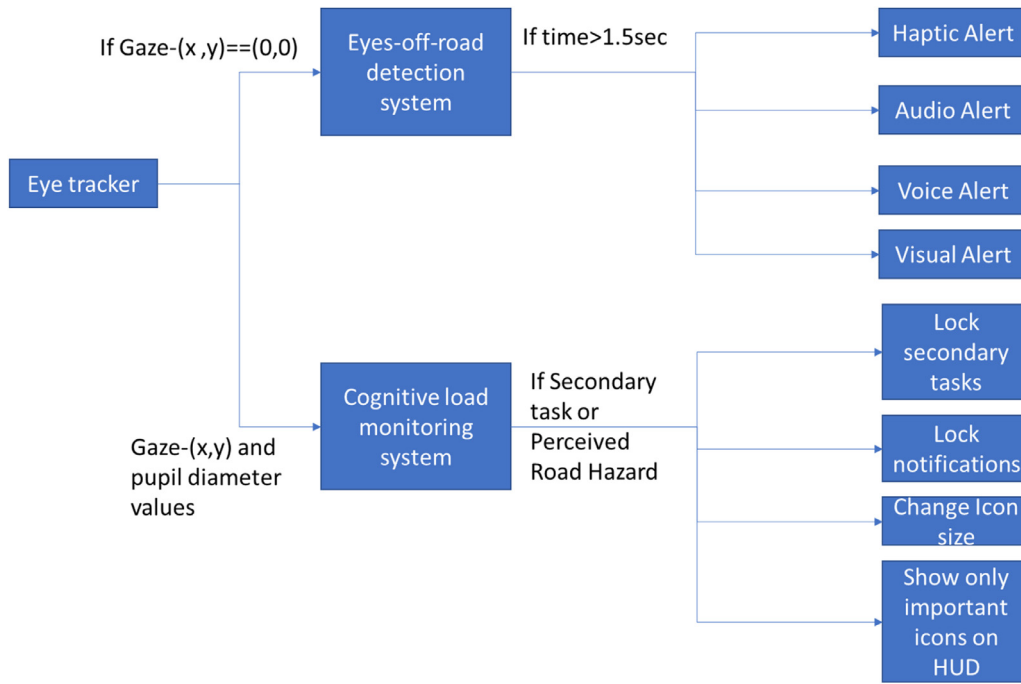 If Gaze-(x ,y)==(0,0)
Eyes-off-road
detection
system
If time>1.5sec
Haptic Alert
Audio Alert
Eye tracker
Voice Alert
Visual Alert
Lock
secondary
tasks
Cognitive load
monitoring
system
If Secondary
task or
Perceived
Road Hazard
Gaze-(x,y) and
pupil diameter
values
Lock
notifications
Change Icon
size
Show only
important
icons on
HUD